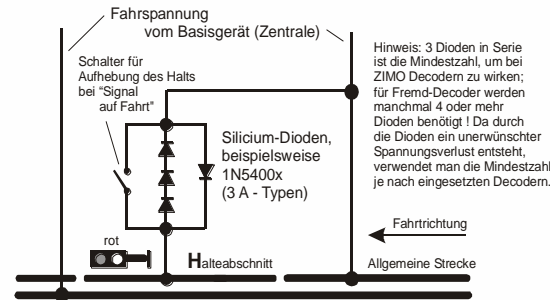 Fahrspannung
vom Basisgerät (Zentrale)
Schalter für
Aufhebung des Halts
bei “Signal
auf Fahrt”
Hinweis: 3 Dioden in Serie
ist die Mindestzahl, um bei
ZIMO Decodern zu wirken;
für Fremd-Decoder werden
manchmal 4 oder mehr
Dioden benötigt ! Da durch
die Dioden ein unerwünschter
Spannungsverlust entsteht,
verwendet man die Mindestzahl
je nach eingesetzten Decodern.
Silicium-Dioden,
beispielsweise
1N5400x
(3 A - Typen)
Fahrtrichtung
rot
Halteabschnitt
Allgemeine Strecke